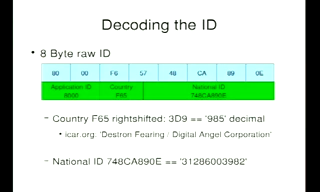 Decoding the ID
• 8 Byte raw ID
80 00 F6 57 48 CA 89 0E
Application ID Country National ID
8000 F65 748CA890E
– Country F65 rightshifted: 3D9 == '985' decimal
• icar.org: 'Destron Fearing / Digital Angel Corporation'
– National ID 748CA890E == '31286003982'